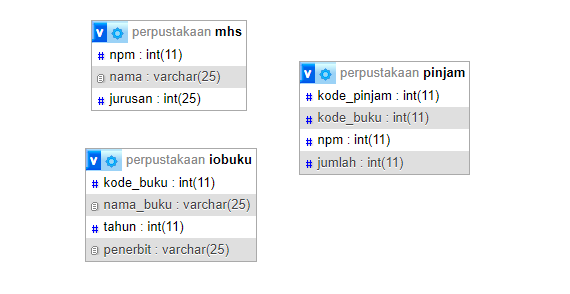 perpustakaan mhs
npm : int(11)
nama : varchar(25)
jurusan : int(25)
perpustakaan pinjam
kode_pinjam : int(11)
kode_buku : int(11)
npm : int(11)
jumlah : int(11)
perpustakaan iobuku
kode_buku : int(11)
nama_buku : varchar(25)
tahun : int(11)
penerbit : varchar(25)